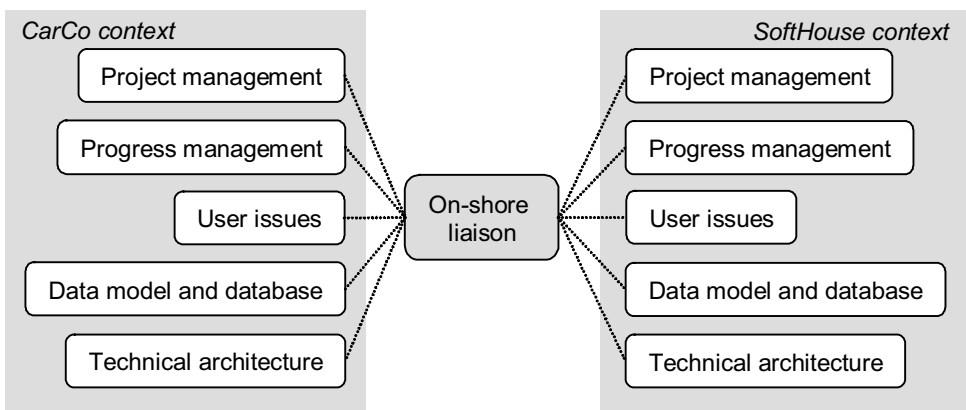 CarCo context
Project management
Progress management
User issues
Data model and database
Technical architecture
On-shore
liaison
SoftHouse context
Project management
Progress management
User issues
Data model and database
Technical architecture